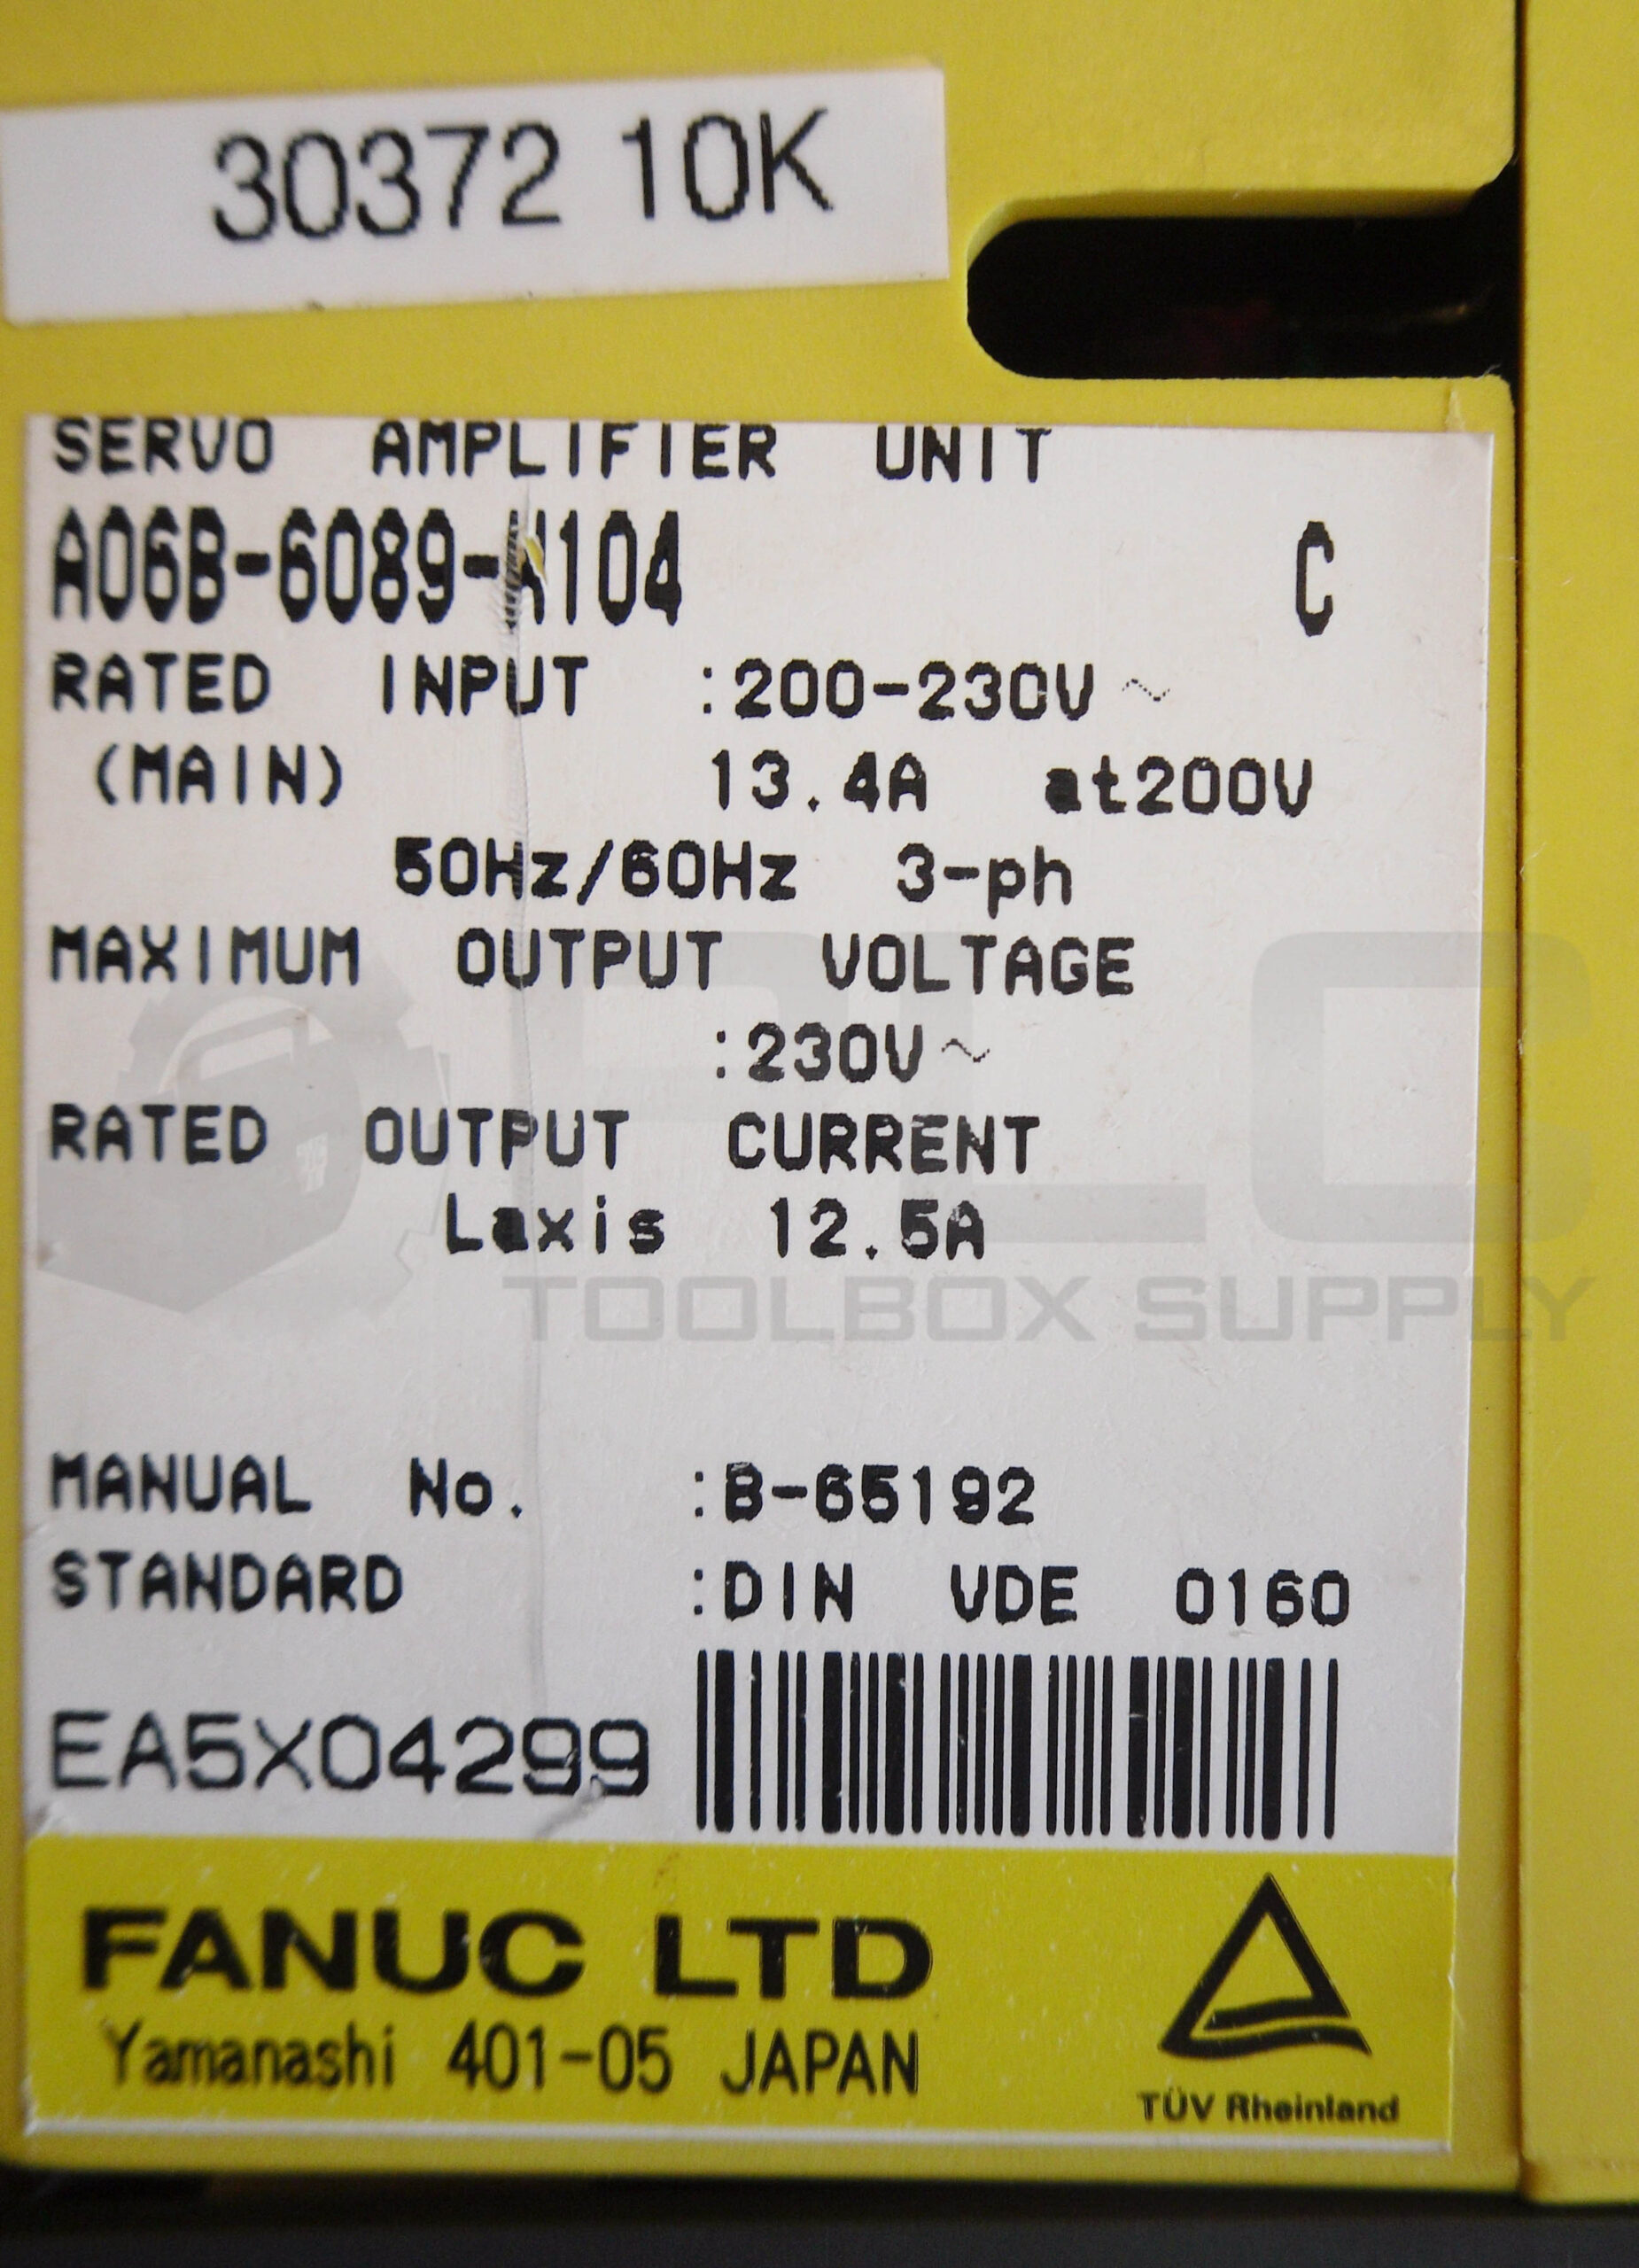 30372 10K
SERVO AMPLIFIER UNIT
A06B-6089-H104 C
RATED INPUT :200-230V~
(MAIN) 13.4A at200V
50Hz/60Hz 3-ph
MAXIMUM OUTPUT VOLTAGE
:230V~
RATED OUTPUT CURRENT
Laxis 12.5A
PLC
TOOLBOX SUPPLY
MANUAL No. :B-65192
STANDARD :DIN VDE 0160
EA5X04299
FANUC LTD
Yamanashi 401-05 JAPAN
TÜV Rheinland